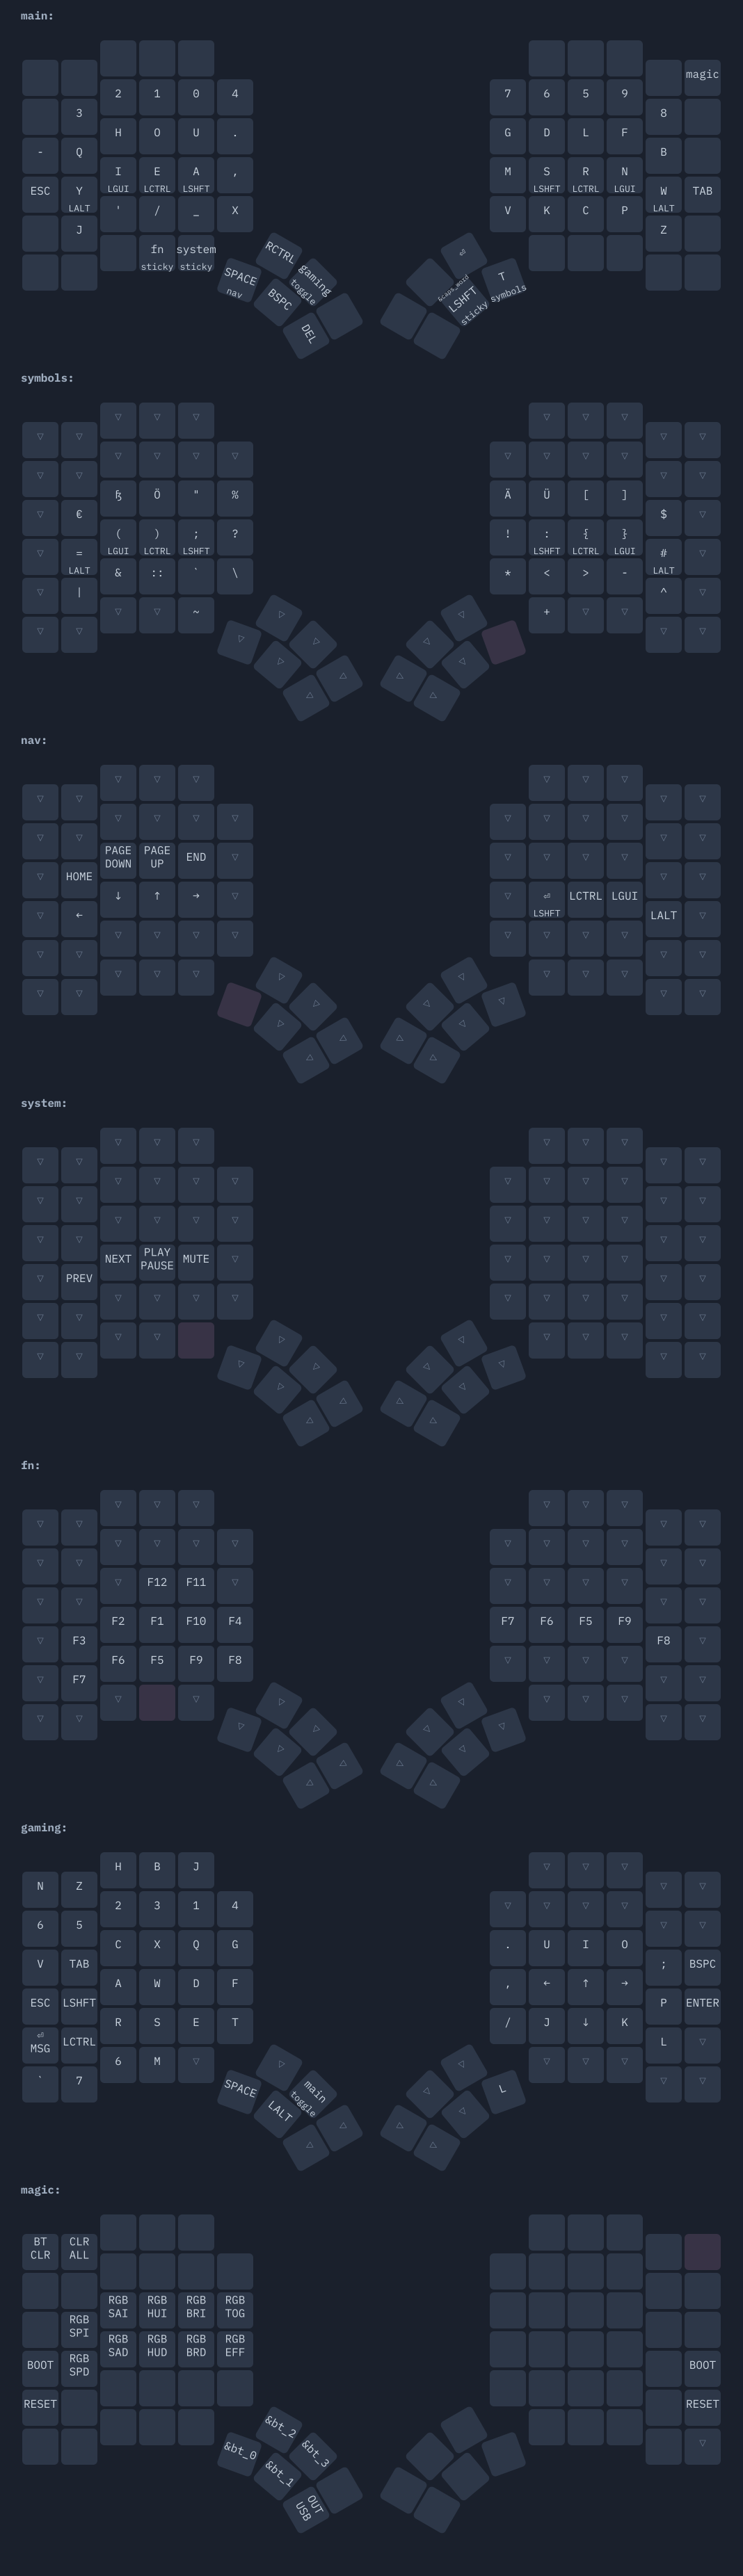 main:
magic
2 1 0 4 7 6 5 9
3 8
H O U . G D L F
- Q B
I E A , M S R N
LGUI LCTRL LSHFT LSHFT LCTRL LGUI
ESC Y W TAB
LALT LALT
' / _ X V K C P
J Z
fn system
sticky sticky
RCTRL ⏎
SPACE gaming T
nav toggle symbols
BSPC LSHFT
sticky
DEL
symbols:
▽ ▽ ▽ ▽ ▽ ▽
▽ ▽ ▽ ▽
▽ ▽ ▽ ▽ ▽ ▽ ▽ ▽
▽ ▽ ▽ ▽
Ö " % Ä Ü [ ]
▽ € $ ▽
( ) ; ? ! : { }
LGUI LCTRL LSHFT LSHFT LCTRL LGUI
▽ = # ▽
LALT LALT
& :: ` \ * < > -
▽ | ^ ▽
▽ ▽ ~ + ▽ ▽
▽ ▽ ▽ ▽
▽ ▽
▽ ▽ ▽
▽ ▽
▽ ▽ ▽ ▽
nav:
▽ ▽ ▽ ▽ ▽ ▽
▽ ▽ ▽ ▽
▽ ▽ ▽ ▽ ▽ ▽ ▽ ▽
▽ ▽ ▽ ▽
PAGE PAGE END ▽ ▽ ▽ ▽ ▽
DOWN UP
▽ HOME ▽ ▽
↓ ↑ → ▽ ▽ ⏎ LCTRL LGUI
LSHFT
▽ ← LALT ▽
▽ ▽ ▽ ▽ ▽ ▽ ▽ ▽
▽ ▽ ▽ ▽
▽ ▽ ▽ ▽ ▽ ▽
▽ ▽ ▽ ▽
▽ ▽
▽ ▽ ▽
▽ ▽
▽ ▽ ▽ ▽
system:
▽ ▽ ▽ ▽ ▽ ▽
▽ ▽ ▽ ▽
▽ ▽ ▽ ▽ ▽ ▽ ▽ ▽
▽ ▽ ▽ ▽
▽ ▽ ▽ ▽ ▽ ▽ ▽ ▽
▽ ▽ ▽ ▽
NEXT PLAY MUTE ▽ ▽ ▽ ▽ ▽
PAUSE
▽ PREV ▽ ▽
▽ ▽ ▽ ▽ ▽ ▽ ▽ ▽
▽ ▽ ▽ ▽
▽ ▽ ▽ ▽ ▽
▽ ▽ ▽ ▽
▽ ▽
▽ ▽ ▽ ▽
▽ ▽
▽ ▽ ▽ ▽
fn:
▽ ▽ ▽ ▽ ▽ ▽
▽ ▽ ▽ ▽
▽ ▽ ▽ ▽ ▽ ▽ ▽ ▽
▽ ▽ ▽ ▽
▽ F12 F11 ▽ ▽ ▽ ▽ ▽
▽ ▽ ▽ ▽
F2 F1 F10 F4 F7 F6 F5 F9
▽ F3 F8 ▽
F6 F5 F9 F8 ▽ ▽ ▽ ▽
▽ F7 ▽ ▽
▽ ▽ ▽ ▽ ▽
▽ ▽ ▽ ▽
▽ ▽
▽ ▽ ▽ ▽
▽ ▽
▽ ▽ ▽ ▽
gaming:
H B J ▽ ▽ ▽
N Z ▽ ▽
2 3 1 4 ▽ ▽ ▽ ▽
6 5 ▽ ▽
C X Q G . U I O
V TAB ; BSPC
A W D F , ← ↑ →
ESC LSHFT P ENTER
R S E T / J ↓ K
⏎
MSG LCTRL L ▽
6 M ▽ ▽ ▽ ▽
` 7 ▽ ▽
▽ ▽
SPACE main ▽ L
toggle
LALT ▽
▽ ▽ ▽ ▽
magic:
BT CLR
CLR ALL
RGB RGB RGB RGB
SAI HUI BRI TOG
RGB
SPI
RGB RGB RGB RGB
SAD HUD BRD EFF
BOOT RGB BOOT
SPD
RESET RESET
▽
&bt_2
&bt_0 &bt_3
&bt_1
OUT
USB